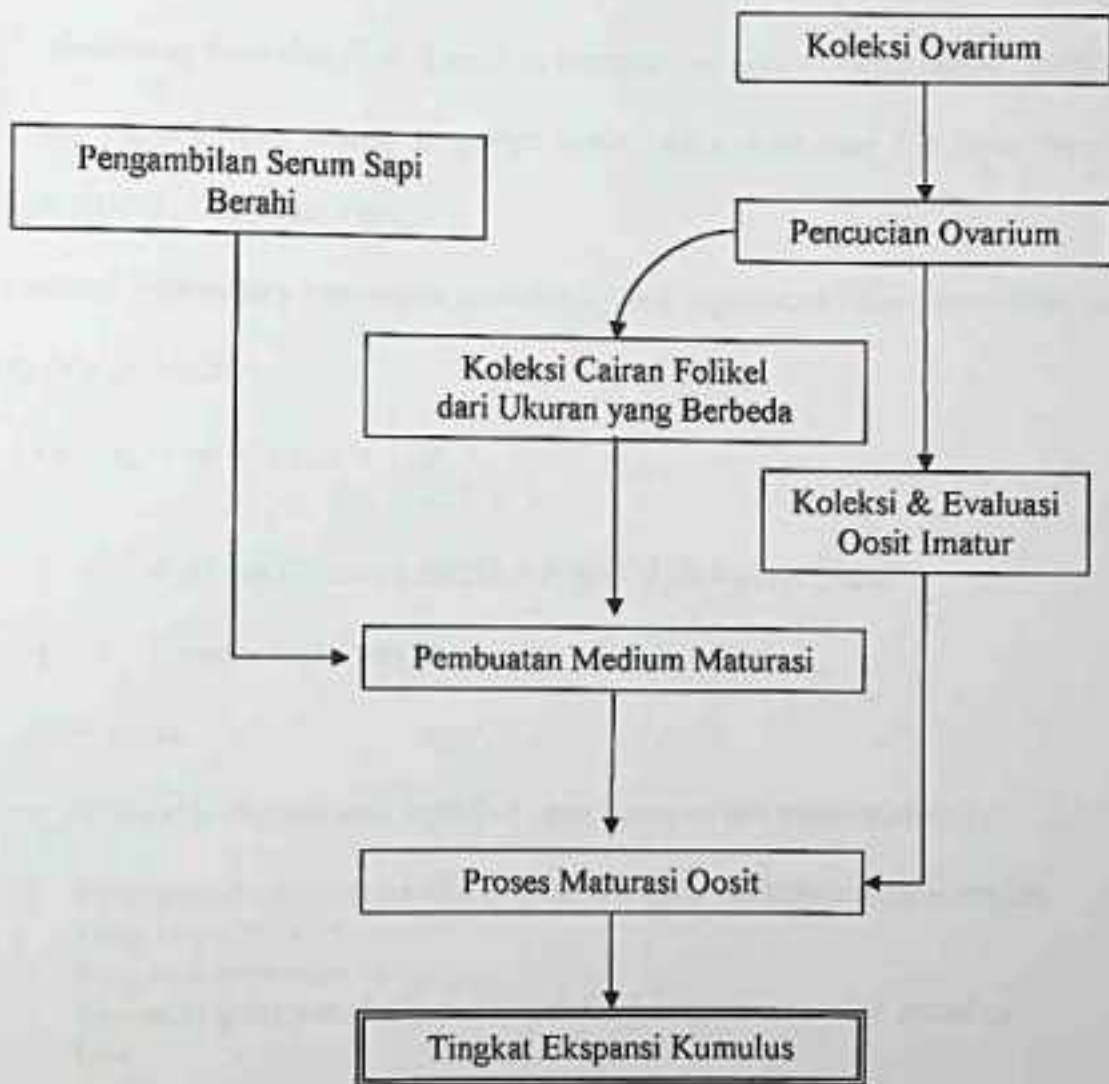 Koleksi Ovarium
Pengambilan Serum Sapi
Berahi
Pencucian Ovarium
Koleksi Cairan Folikel
dari Ukuran yang Berbeda
Koleksi & Evaluasi
Oosit Imatur
Pembuatan Medium Maturasi
Proses Maturasi Oosit
Tingkat Ekspansi Kumulus